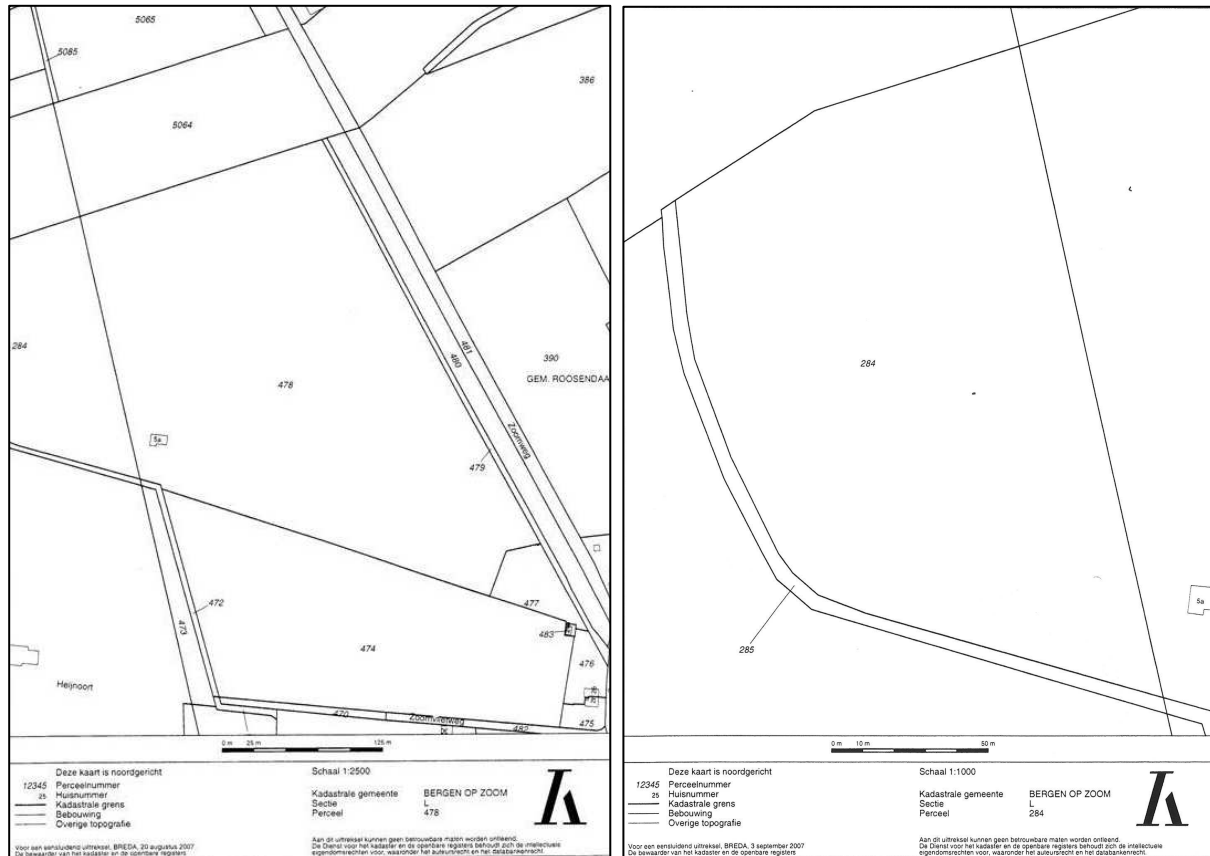 5065
5085
386
5064
284
481
480
478
390
GEM. ROOSENDAA
Zoomweg
5a
479
477
472
473
483
474
476
Heijnoort
470
Zoomvlietweg
482
475
0 m 25 m 125 m
Deze kaart is noordgericht
12345 Perceelnummer
25 Huisnummer
Kadastrale grens
Bebouwing
Overige topografie
Schaal 1:2500
Kadastrale gemeente BERGEN OP ZOOM
Sectie L
Perceel 478
Voor een eensluidend uittreksel, BREDA, 20 augustus 2007
De bewaarder van het kadaster en de openbare registers
Aan dit uittreksel kunnen geen betrouwbare maten worden ontleend.
De Dienst voor het kadaster en de openbare registers behoudt zich de intellectuele
eigendomsrechten voor, waaronder het auteursrecht en het databankenrecht.
284
5a
285
0 m 10 m 50 m
Deze kaart is noordgericht
12345 Perceelnummer
25 Huisnummer
Kadastrale grens
Bebouwing
Overige topografie
Schaal 1:1000
Kadastrale gemeente BERGEN OP ZOOM
Sectie L
Perceel 284
Voor een eensluidend uittreksel, BREDA, 3 september 2007
De bewaarder van het kadaster en de openbare registers
Aan dit uittreksel kunnen geen betrouwbare maten worden ontleend.
De Dienst voor het kadaster en de openbare registers behoudt zich de intellectuele
eigendomsrechten voor, waaronder het auteursrecht en het databankenrecht.